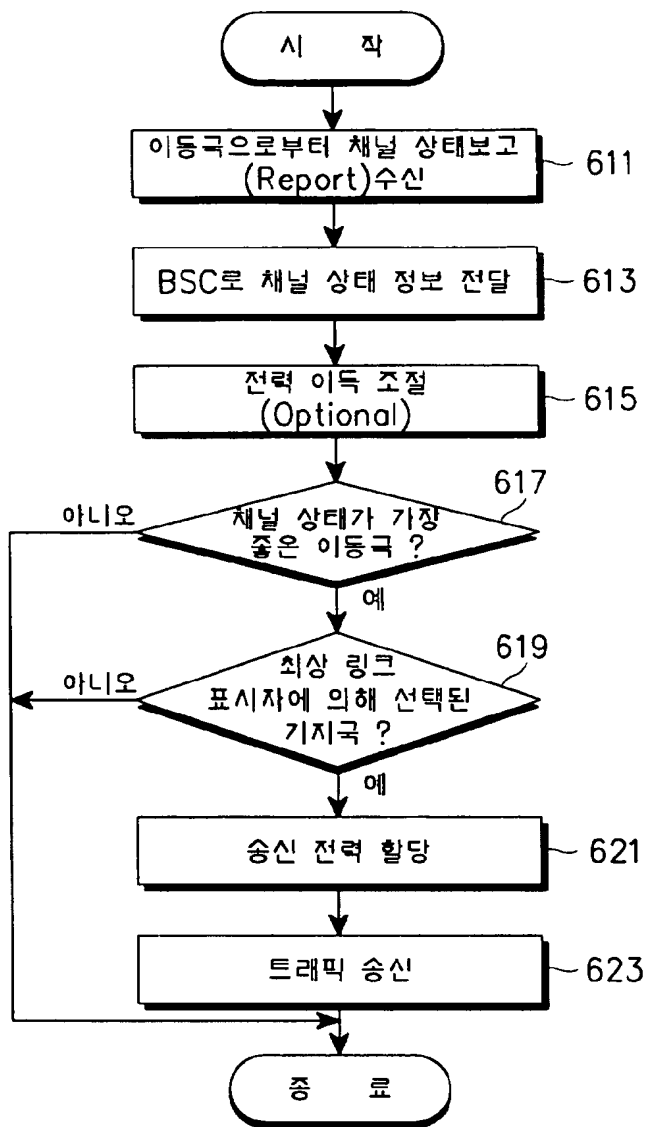 시 작
이동국으로부터 채널 상태보고
(Report)수신
611
BSC로 채널 상태 정보 전달
613
전력 이득 조절
(Optional)
615
617
아니오
채널 상태가 가장
좋은 이동국 ?
예
619
아니오
최상 링크
표시자에 의해 선택된
기지국 ?
예
송신 전력 할당
621
트래픽 송신
623
종 료